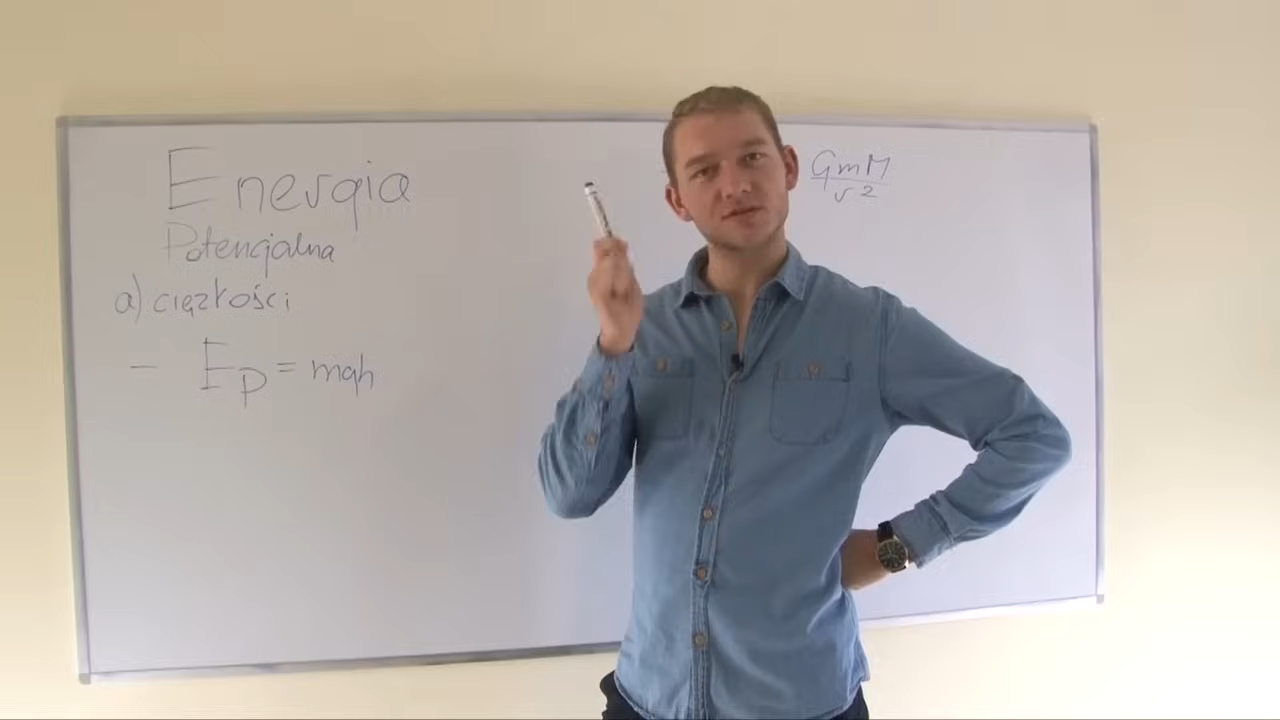 Energia
Potencjalna
a) ciężkości
- Ep = mgh
GmM
r2